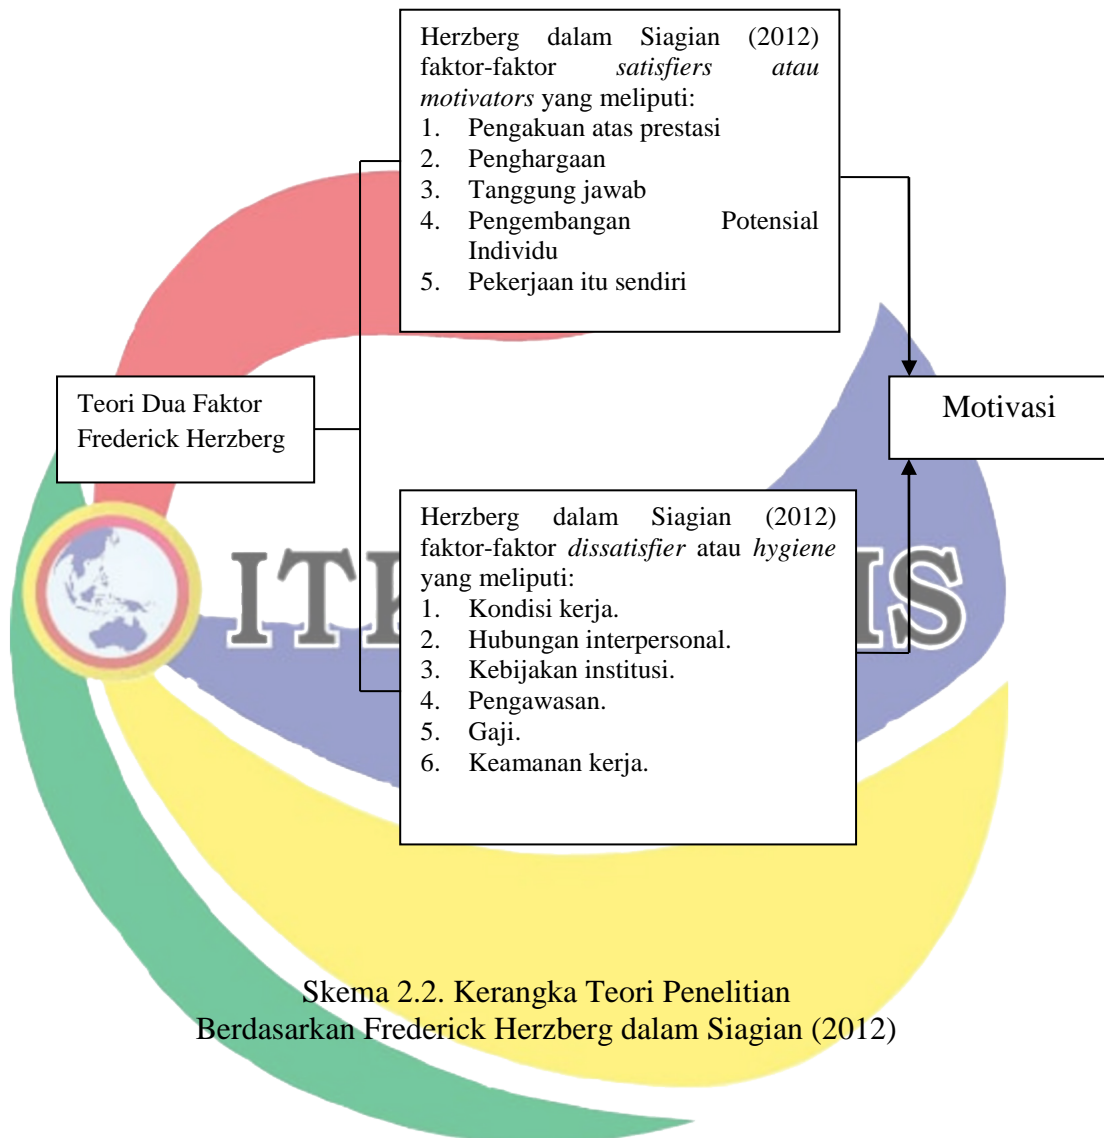 Herzberg dalam Siagian (2012)
faktor-faktor satisfiers atau
motivators yang meliputi:
1. Pengakuan atas prestasi
2. Penghargaan
3. Tanggung jawab
4. Pengembangan Potensial
Individu
5. Pekerjaan itu sendiri
Teori Dua Faktor
Frederick Herzberg
Motivasi
Herzberg dalam Siagian (2012)
faktor-faktor dissatisfier atau hygiene
yang meliputi:
1. Kondisi kerja.
2. Hubungan interpersonal.
3. Kebijakan institusi.
4. Pengawasan.
5. Gaji.
6. Keamanan kerja.
Skema 2.2. Kerangka Teori Penelitian
Berdasarkan Frederick Herzberg dalam Siagian (2012)